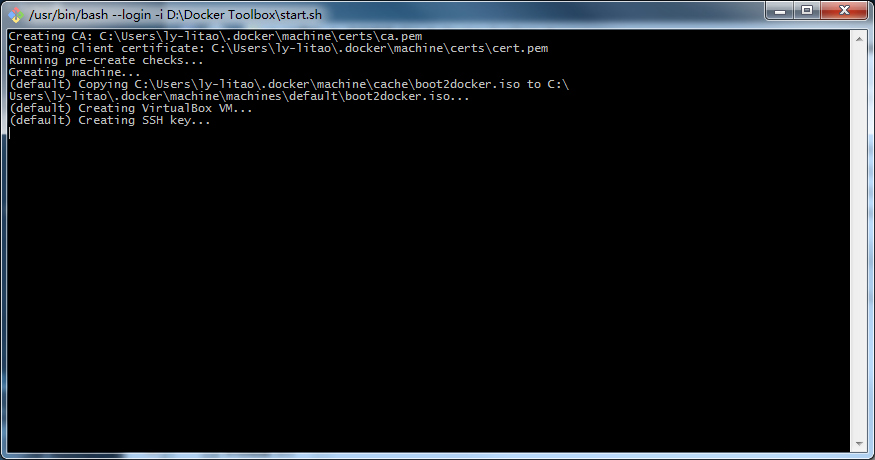 /usr/bin/bash --login -i D:\Docker Toolbox\start.sh
Creating CA: C:\Users\ly-litao\.docker\machine\certs\ca.pem
Creating client certificate: C:\Users\ly-litao\.docker\machine\certs\cert.pem
Running pre-create checks...
Creating machine...
(default) Copying C:\Users\ly-litao\.docker\machine\cache\boot2docker.iso to C:\
Users\ly-litao\.docker\machine\machines\default\boot2docker.iso...
(default) Creating VirtualBox VM...
(default) Creating SSH key...